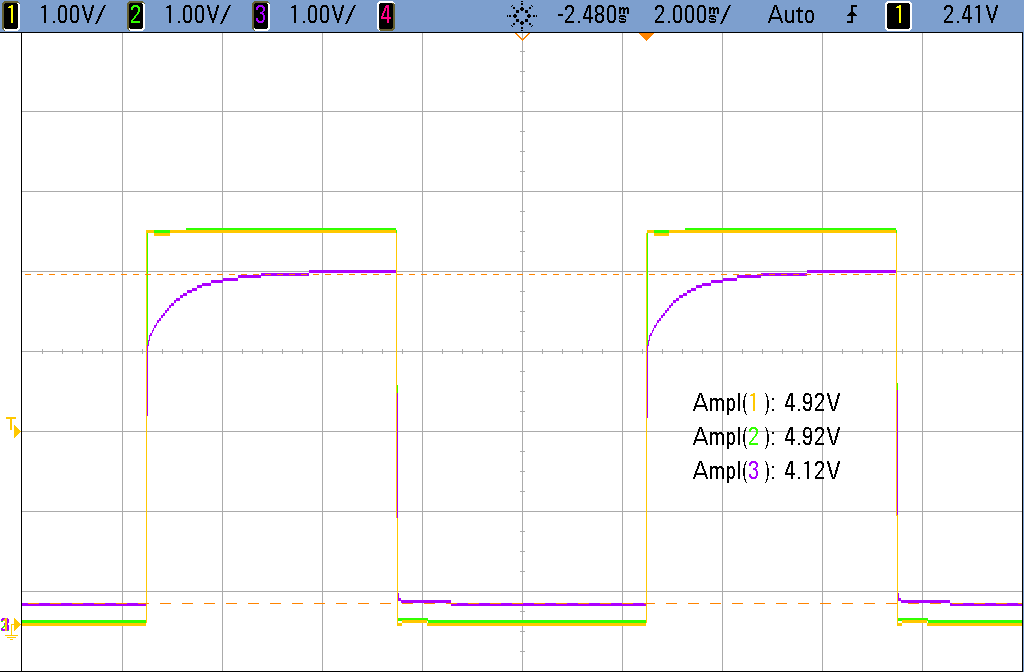 1 1.00V/ 2 1.00V/ 3 1.00V/ 4 -2.480ms 2.000ms/ Auto 1 2.41V
T
Ampl(1 ): 4.92V
Ampl(2 ): 4.92V
Ampl(3 ): 4.12V
3